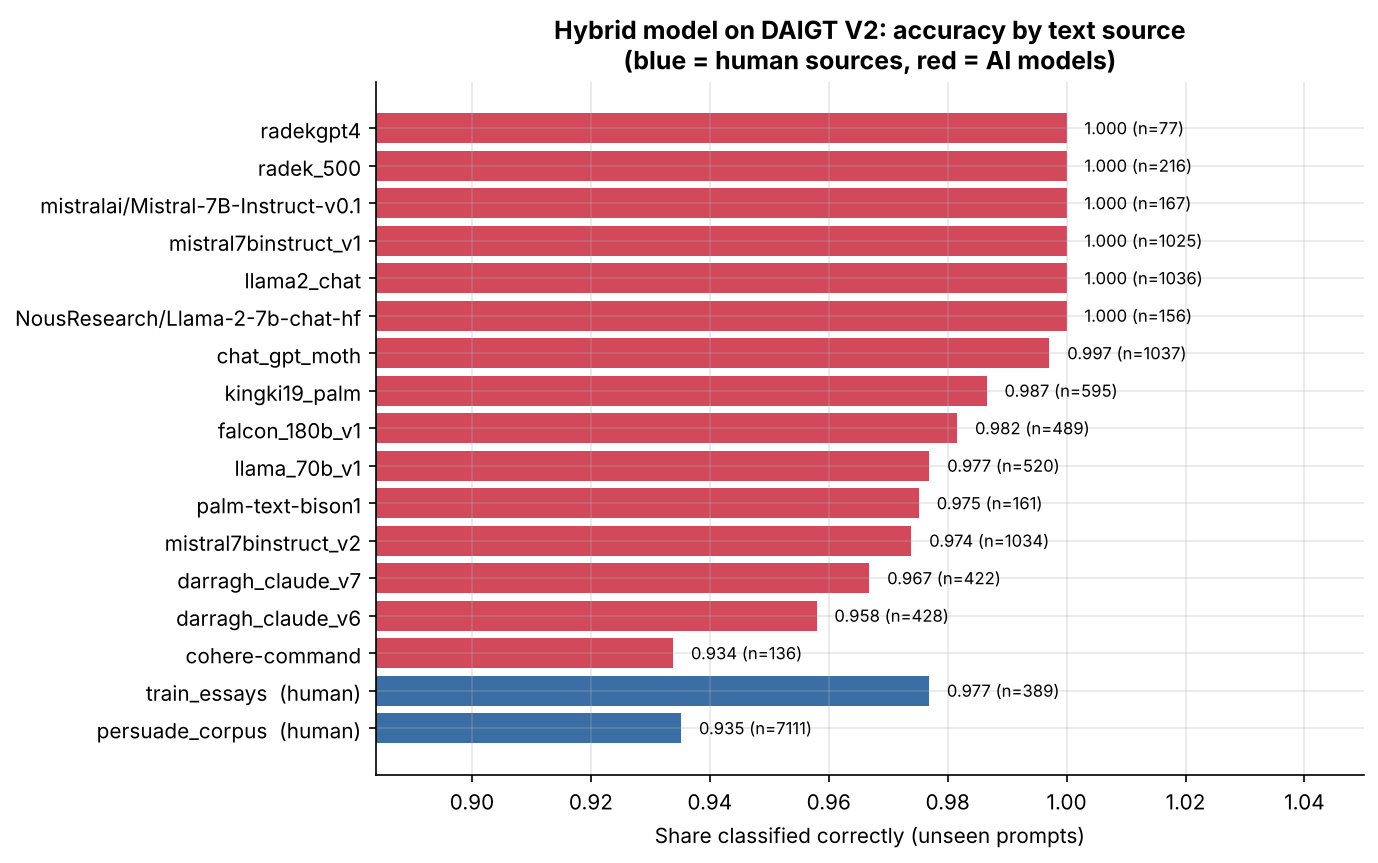 Hybrid model on DAIGT V2: accuracy by text source
(blue = human sources, red = AI models)
radekgpt4 1.000 (n=77)
radek_500 1.000 (n=216)
mistralai/Mistral-7B-Instruct-v0.1 1.000 (n=167)
mistral7binstruct_v1 1.000 (n=1025)
llama2_chat 1.000 (n=1036)
NousResearch/Llama-2-7b-chat-hf 1.000 (n=156)
chat_gpt_moth 0.997 (n=1037)
kingki19_palm 0.987 (n=595)
falcon_180b_v1 0.982 (n=489)
llama_70b_v1 0.977 (n=520)
palm-text-bison1 0.975 (n=161)
mistral7binstruct_v2 0.974 (n=1034)
darragh_claude_v7 0.967 (n=422)
darragh_claude_v6 0.958 (n=428)
cohere-command 0.934 (n=136)
train_essays (human) 0.977 (n=389)
persuade_corpus (human) 0.935 (n=7111)
0.90 0.92 0.94 0.96 0.98 1.00 1.02 1.04
Share classified correctly (unseen prompts)